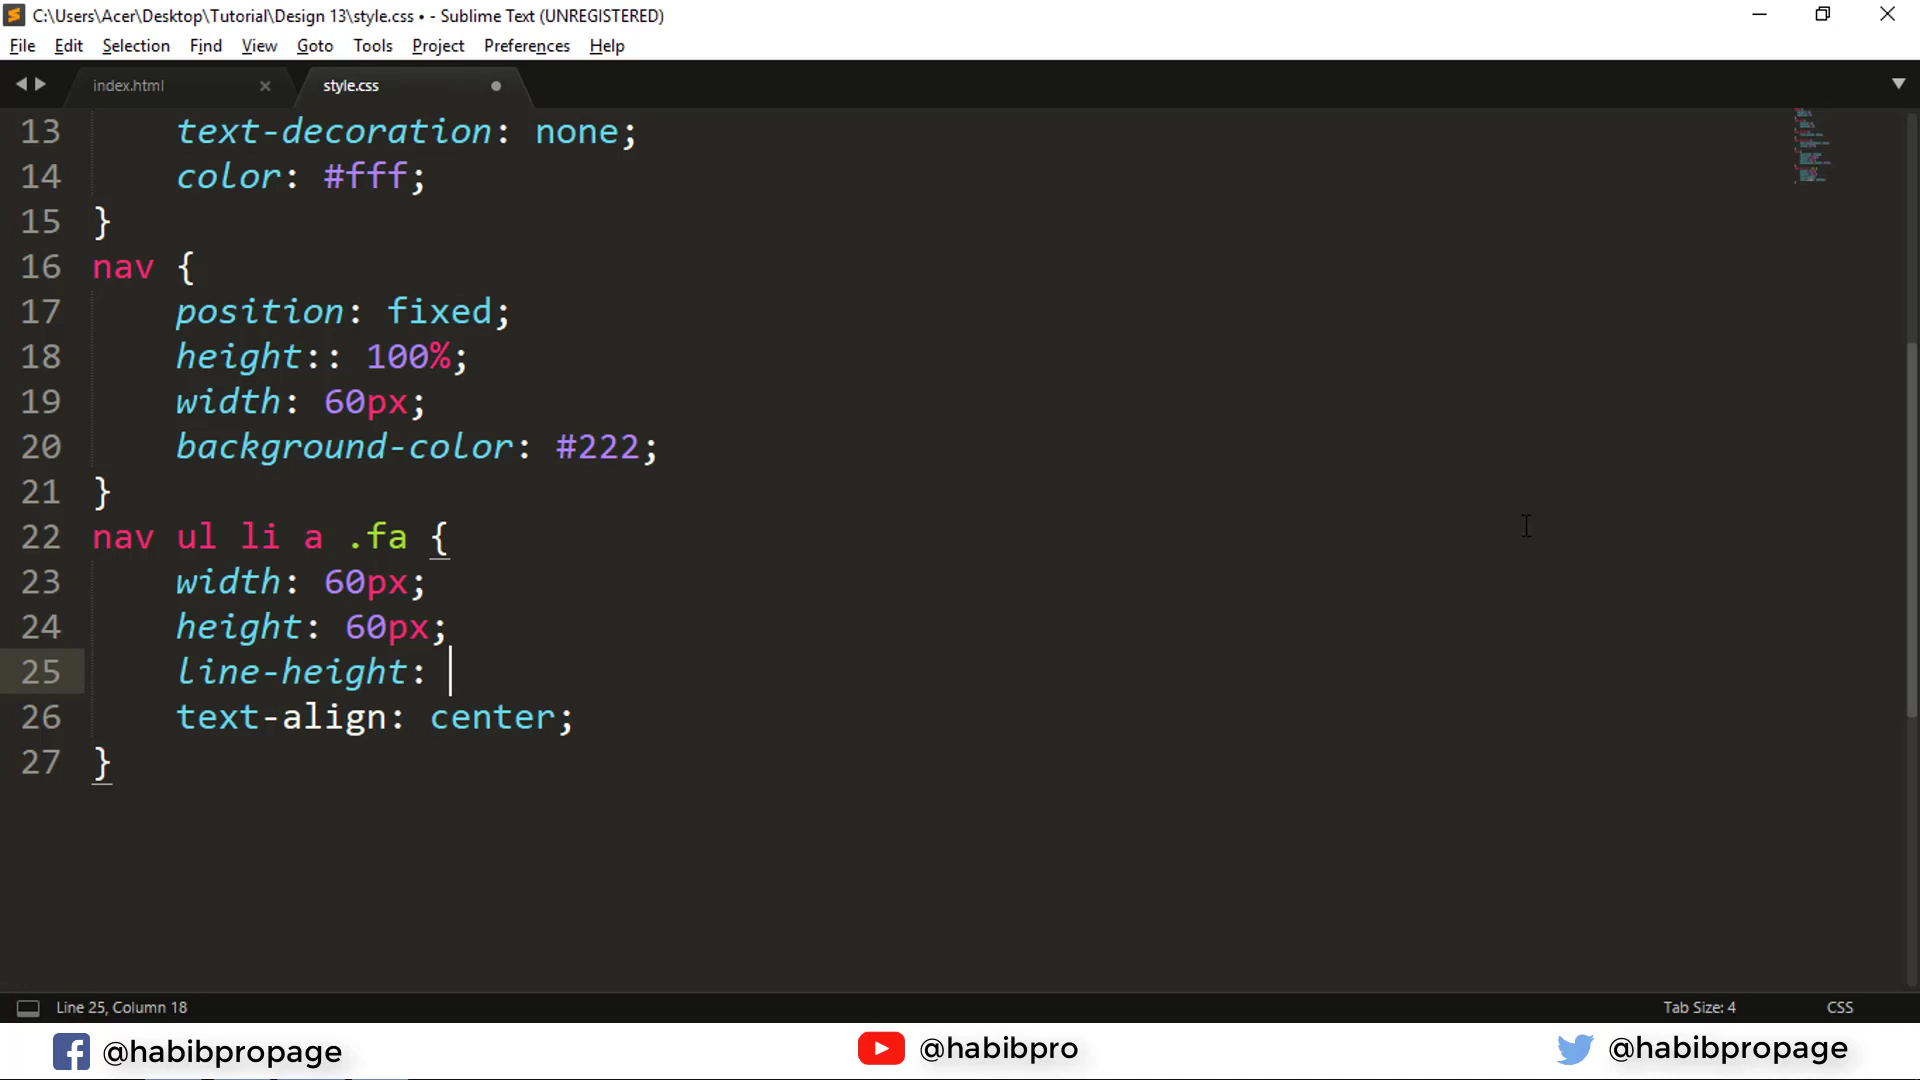 C:\Users\Acer\Desktop\Tutorial\Design 13\style.css • - Sublime Text (UNREGISTERED)
File Edit Selection Find View Goto Tools Project Preferences Help
index.html style.css
13 text-decoration: none;
14 color: #fff;
15 }
16 nav {
17 position: fixed;
18 height:: 100%;
19 width: 60px;
20 background-color: #222;
21 }
22 nav ul li a .fa {
23 width: 60px;
24 height: 60px;
25 line-height:
26 text-align: center;
27 }
Line 25, Column 18 Tab Size: 4 CSS
@habibpropage @habibpro @habibpropage